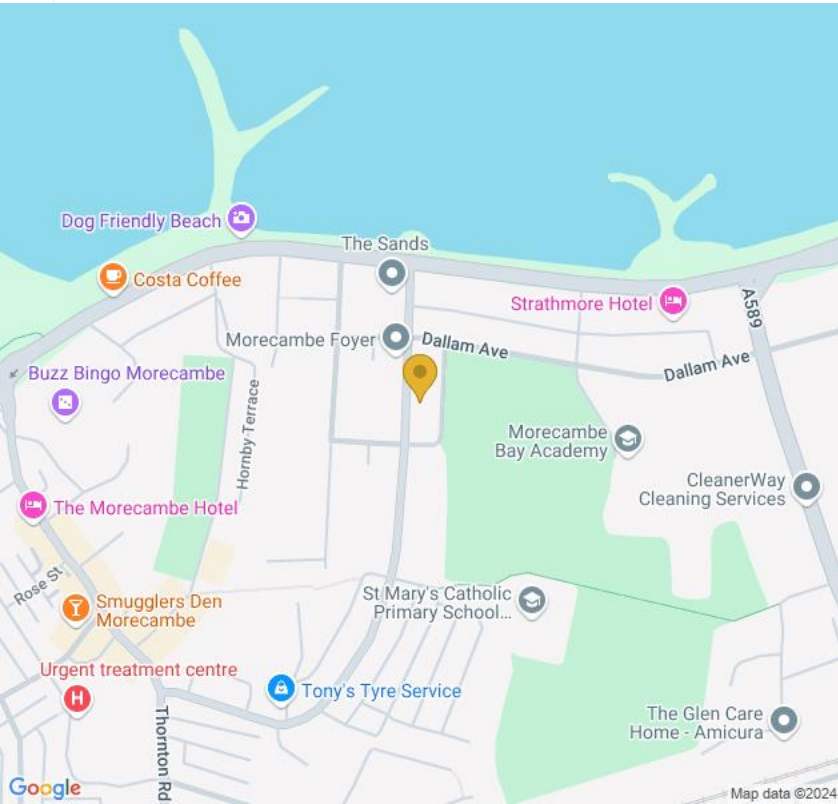 Dog Friendly Beach
The Sands
Costa Coffee
Strathmore Hotel
A589
Morecambe Foyer
Dallam Ave
Dallam Ave
Buzz Bingo Morecambe
Hornby Terrace
Morecambe
Bay Academy
CleanerWay
Cleaning Services
The Morecambe Hotel
Rose St
Smugglers Den
Morecambe
St Mary's Catholic
Primary School...
Urgent treatment centre
H
Tony's Tyre Service
Thornton Rd
The Glen Care
Home - Amicura
Google
Map data ©2024